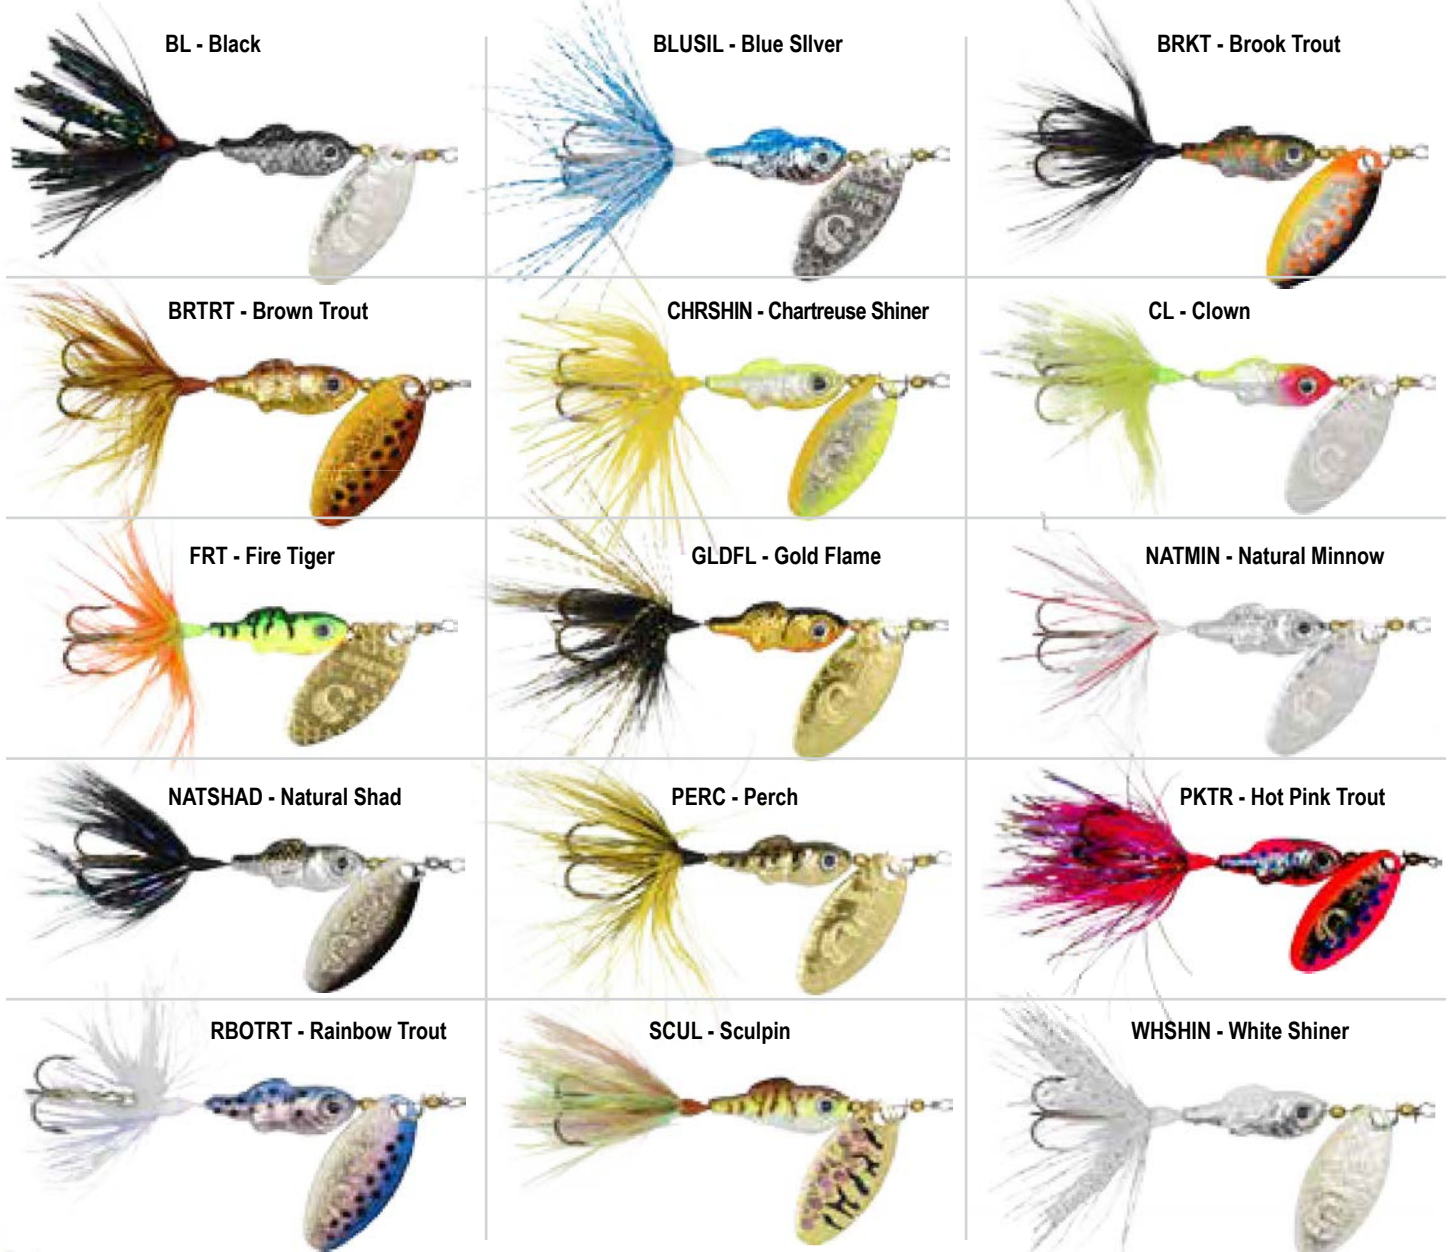 BL - Black
BLUSIL - Blue SIlver
BRKT - Brook Trout
BRTRT - Brown Trout
CHRSHIN - Chartreuse Shiner
CL - Clown
FRT - Fire Tiger
GLDFL - Gold Flame
NATMIN - Natural Minnow
NATSHAD - Natural Shad
PERC - Perch
PKTR - Hot Pink Trout
RBOTRT - Rainbow Trout
SCUL - Sculpin
WHSHIN - White Shiner